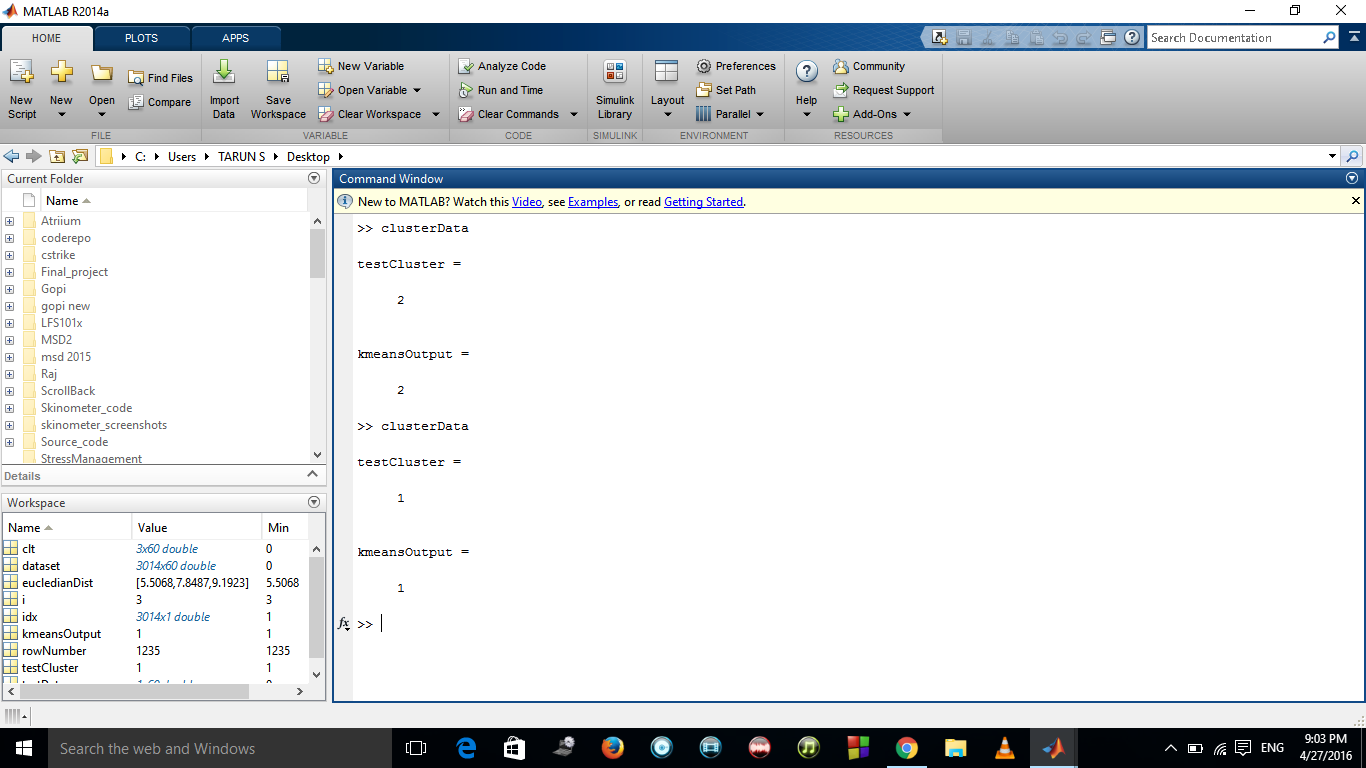 MATLAB R2014a
HOME PLOTS APPS
Search Documentation
New Script
New
Open
Find Files
Compare
FILE
Import Data
Save Workspace
New Variable
Open Variable
Clear Workspace
VARIABLE
Analyze Code
Run and Time
Clear Commands
CODE
Simulink Library
SIMULINK
Layout
Preferences
Set Path
Parallel
ENVIRONMENT
Help
Community
Request Support
Add-Ons
RESOURCES
C: Users TARUN S Desktop
Current Folder
Name
Atriium
coderepo
cstrike
Final_project
Gopi
gopi new
LFS101x
MSD2
msd 2015
Raj
ScrollBack
Skinometer_code
skinometer_screenshots
Source_code
StressManagement
Details
Workspace
Name Value Min
clt 3x60 double 0
dataset 3014x60 double 0
eucledianDist [5.5068,7.8487,9.1923] 5.5068
i 3 3
idx 3014x1 double 1
kmeansOutput 1 1
rowNumber 1235 1235
testCluster 1 1
Command Window
New to MATLAB? Watch this Video, see Examples, or read Getting Started.
>> clusterData
testCluster =
2
kmeansOutput =
2
>> clusterData
testCluster =
1
kmeansOutput =
1
fx >>
Search the web and Windows
ENG
9:03 PM
4/27/2016